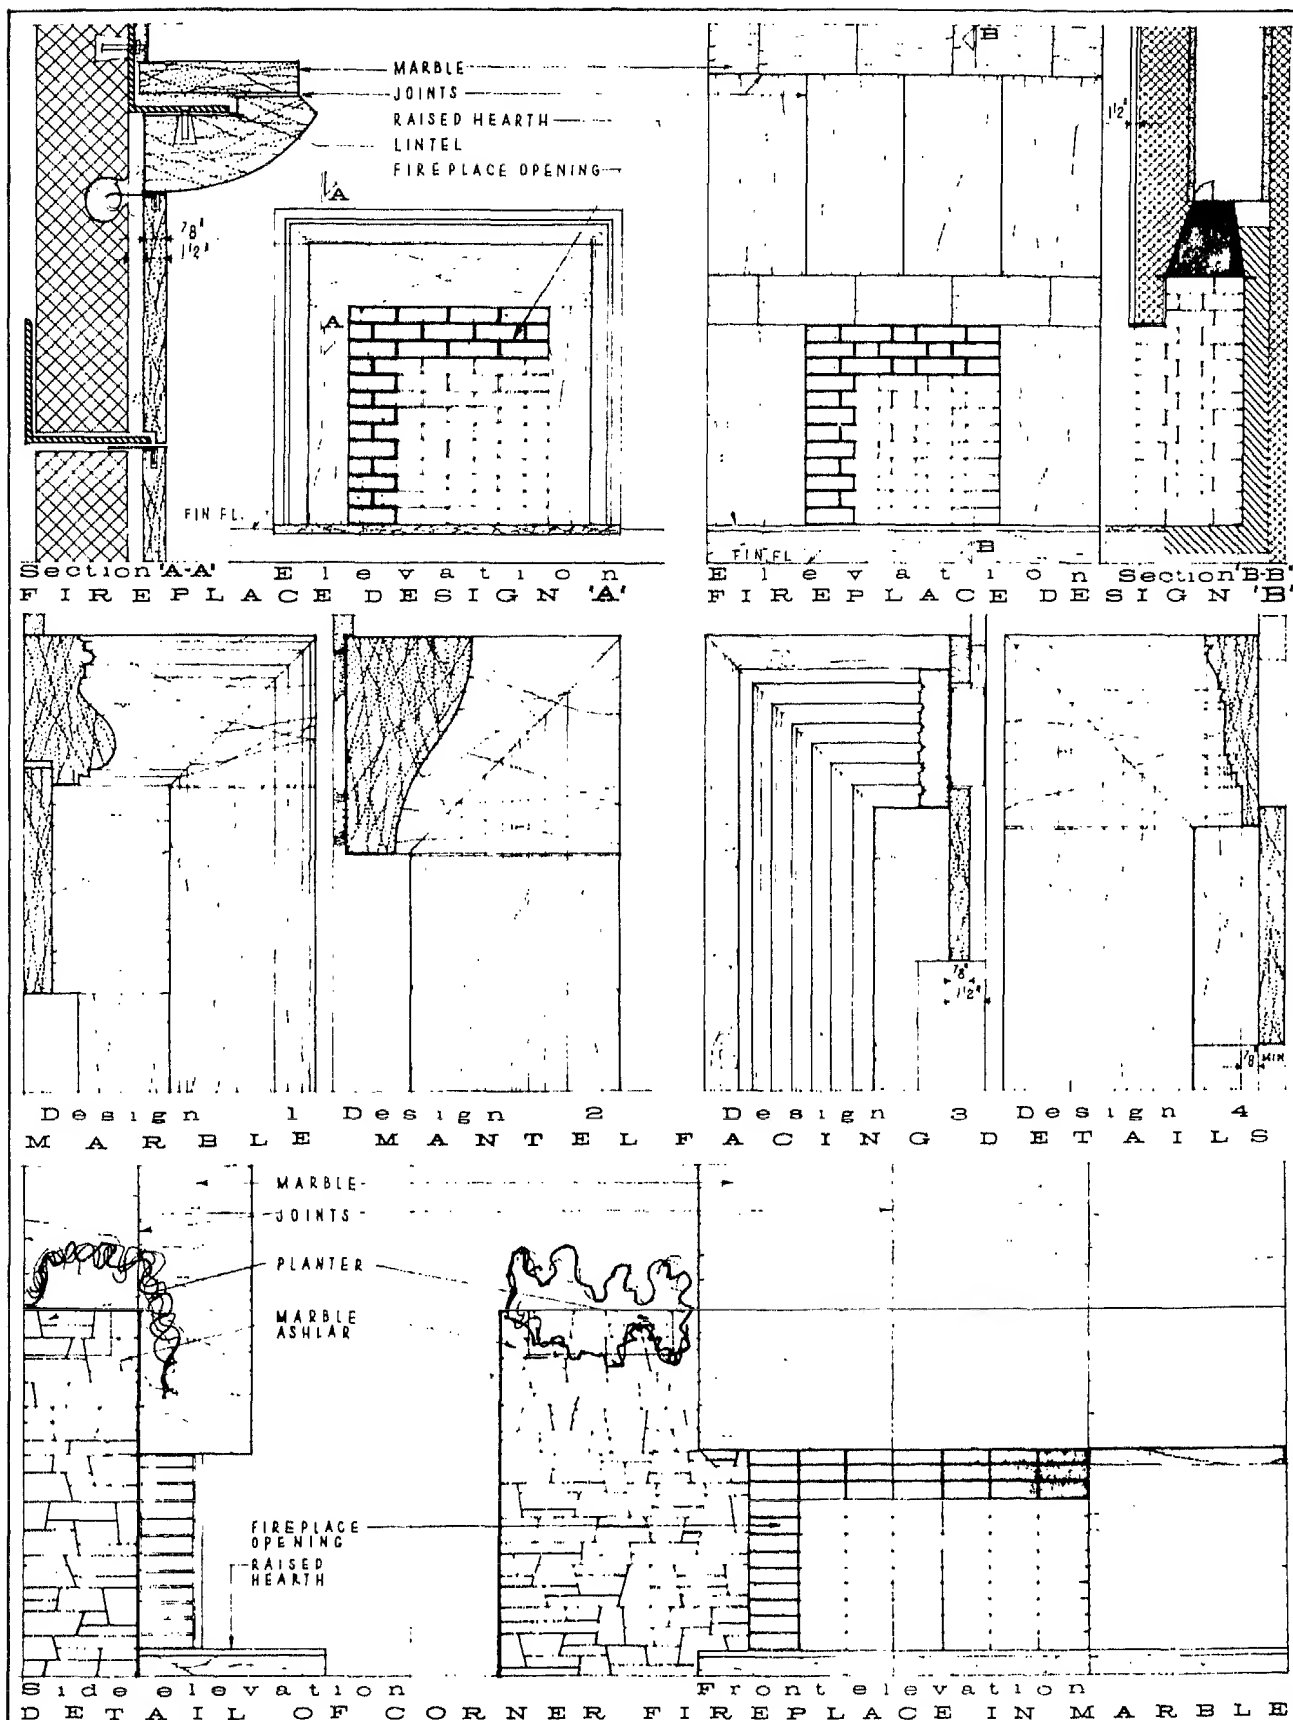 MARBLE
JOINTS
RAISED HEARTH
LINTEL
FIREPLACE OPENING
B
1 1/2"
A
7/8"
1 1/2"
A
FIN FL.
FIN FL
B
Section 'A-A'
Elevation
Elevation
Section 'B-B'
FIREPLACE DESIGN 'A'
FIREPLACE DESIGN 'B'
7/8"
1 1/2"
7/8" MIN
Design 1
Design 2
Design 3
Design 4
MARBLE MANTEL FACING DETAILS
MARBLE
JOINTS
PLANTER
MARBLE
ASHLAR
FIREPLACE
OPENING
RAISED
HEARTH
Side elevation
Front elevation
DETAIL OF CORNER FIREPLACE IN MARBLE